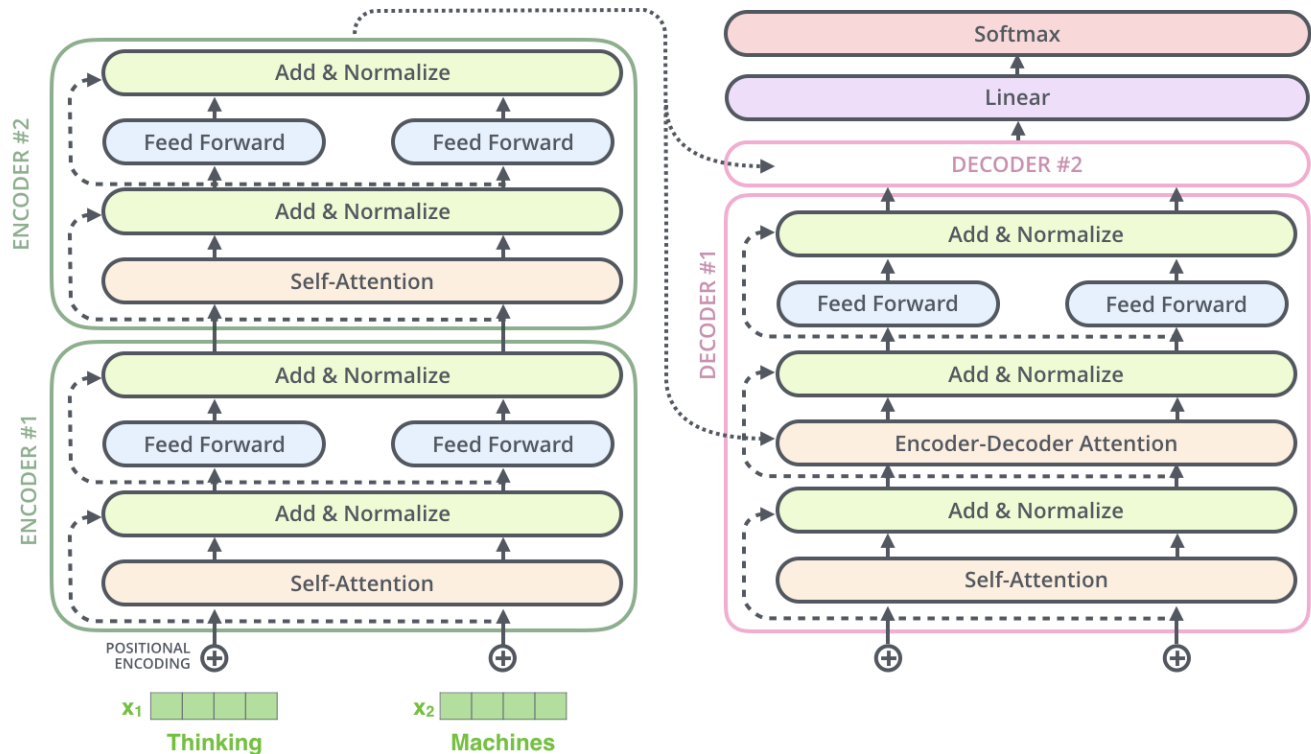 ENCODER #2
Add & Normalize
Feed Forward
Feed Forward
Add & Normalize
Self-Attention
ENCODER #1
Add & Normalize
Feed Forward
Feed Forward
Add & Normalize
Self-Attention
POSITIONAL
ENCODING
x1
x2
Thinking
Machines
Softmax
Linear
DECODER #2
DECODER #1
Add & Normalize
Feed Forward
Feed Forward
Add & Normalize
Encoder-Decoder Attention
Add & Normalize
Self-Attention